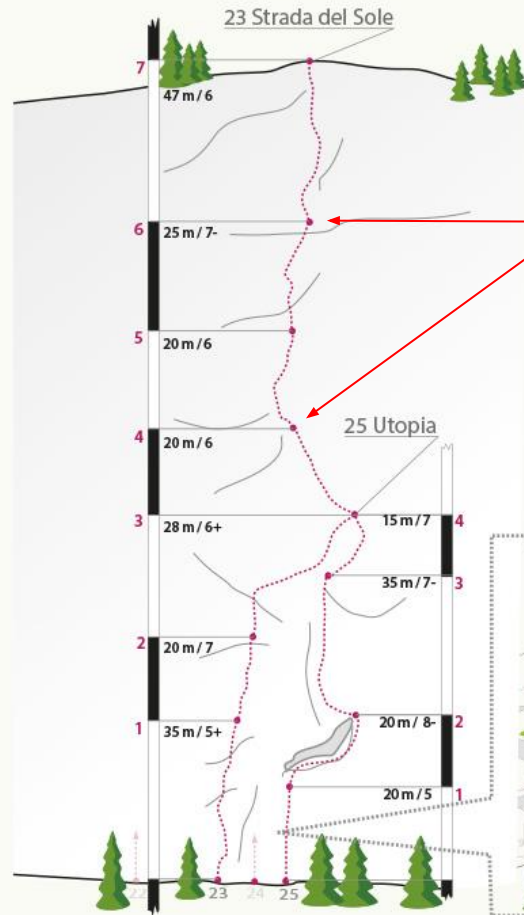 23 Strada del Sole
7
47 m / 6
6
25 m / 7-
5
20 m / 6
4
20 m / 6
25 Utopia
3
28 m / 6+
15 m / 7
4
35 m / 7-
3
2
20 m / 7
1
35 m / 5+
20 m / 8-
2
20 m / 5
1
22
23
24
25